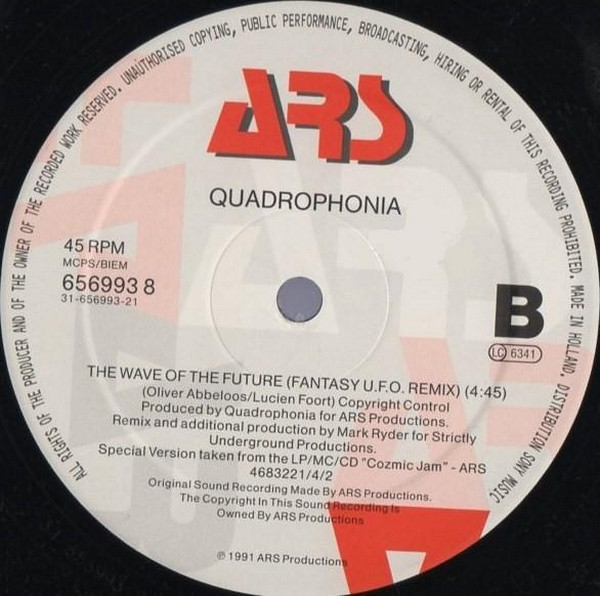 ALL RIGHTS OF THE PRODUCER AND OF THE OWNER OF THE RECORDED WORK RESERVED. UNAUTHORISED COPYING, PUBLIC PERFORMANCE, BROADCASTING, HIRING OR RENTAL OF THIS RECORDING PROHIBITED. MADE IN HOLLAND. DISTRIBUTION SONY MUSIC
ARS
QUADROPHONIA
45 RPM
MCPS/BIEM
656993 8
31-656993-21
B
LC 6341
THE WAVE OF THE FUTURE (FANTASY U.F.O. REMIX) (4:45)
(Oliver Abbeloos/Lucien Foort) Copyright Control
Produced by Quadrophonia for ARS Productions.
Remix and additional production by Mark Ryder for Strictly
Underground Productions.
Special Version taken from the LP/MC/CD "Cozmic Jam" - ARS
4683221/4/2
Original Sound Recording Made By ARS Productions.
The Copyright In This Sound Recording Is
Owned By ARS Productions
℗ 1991 ARS Productions